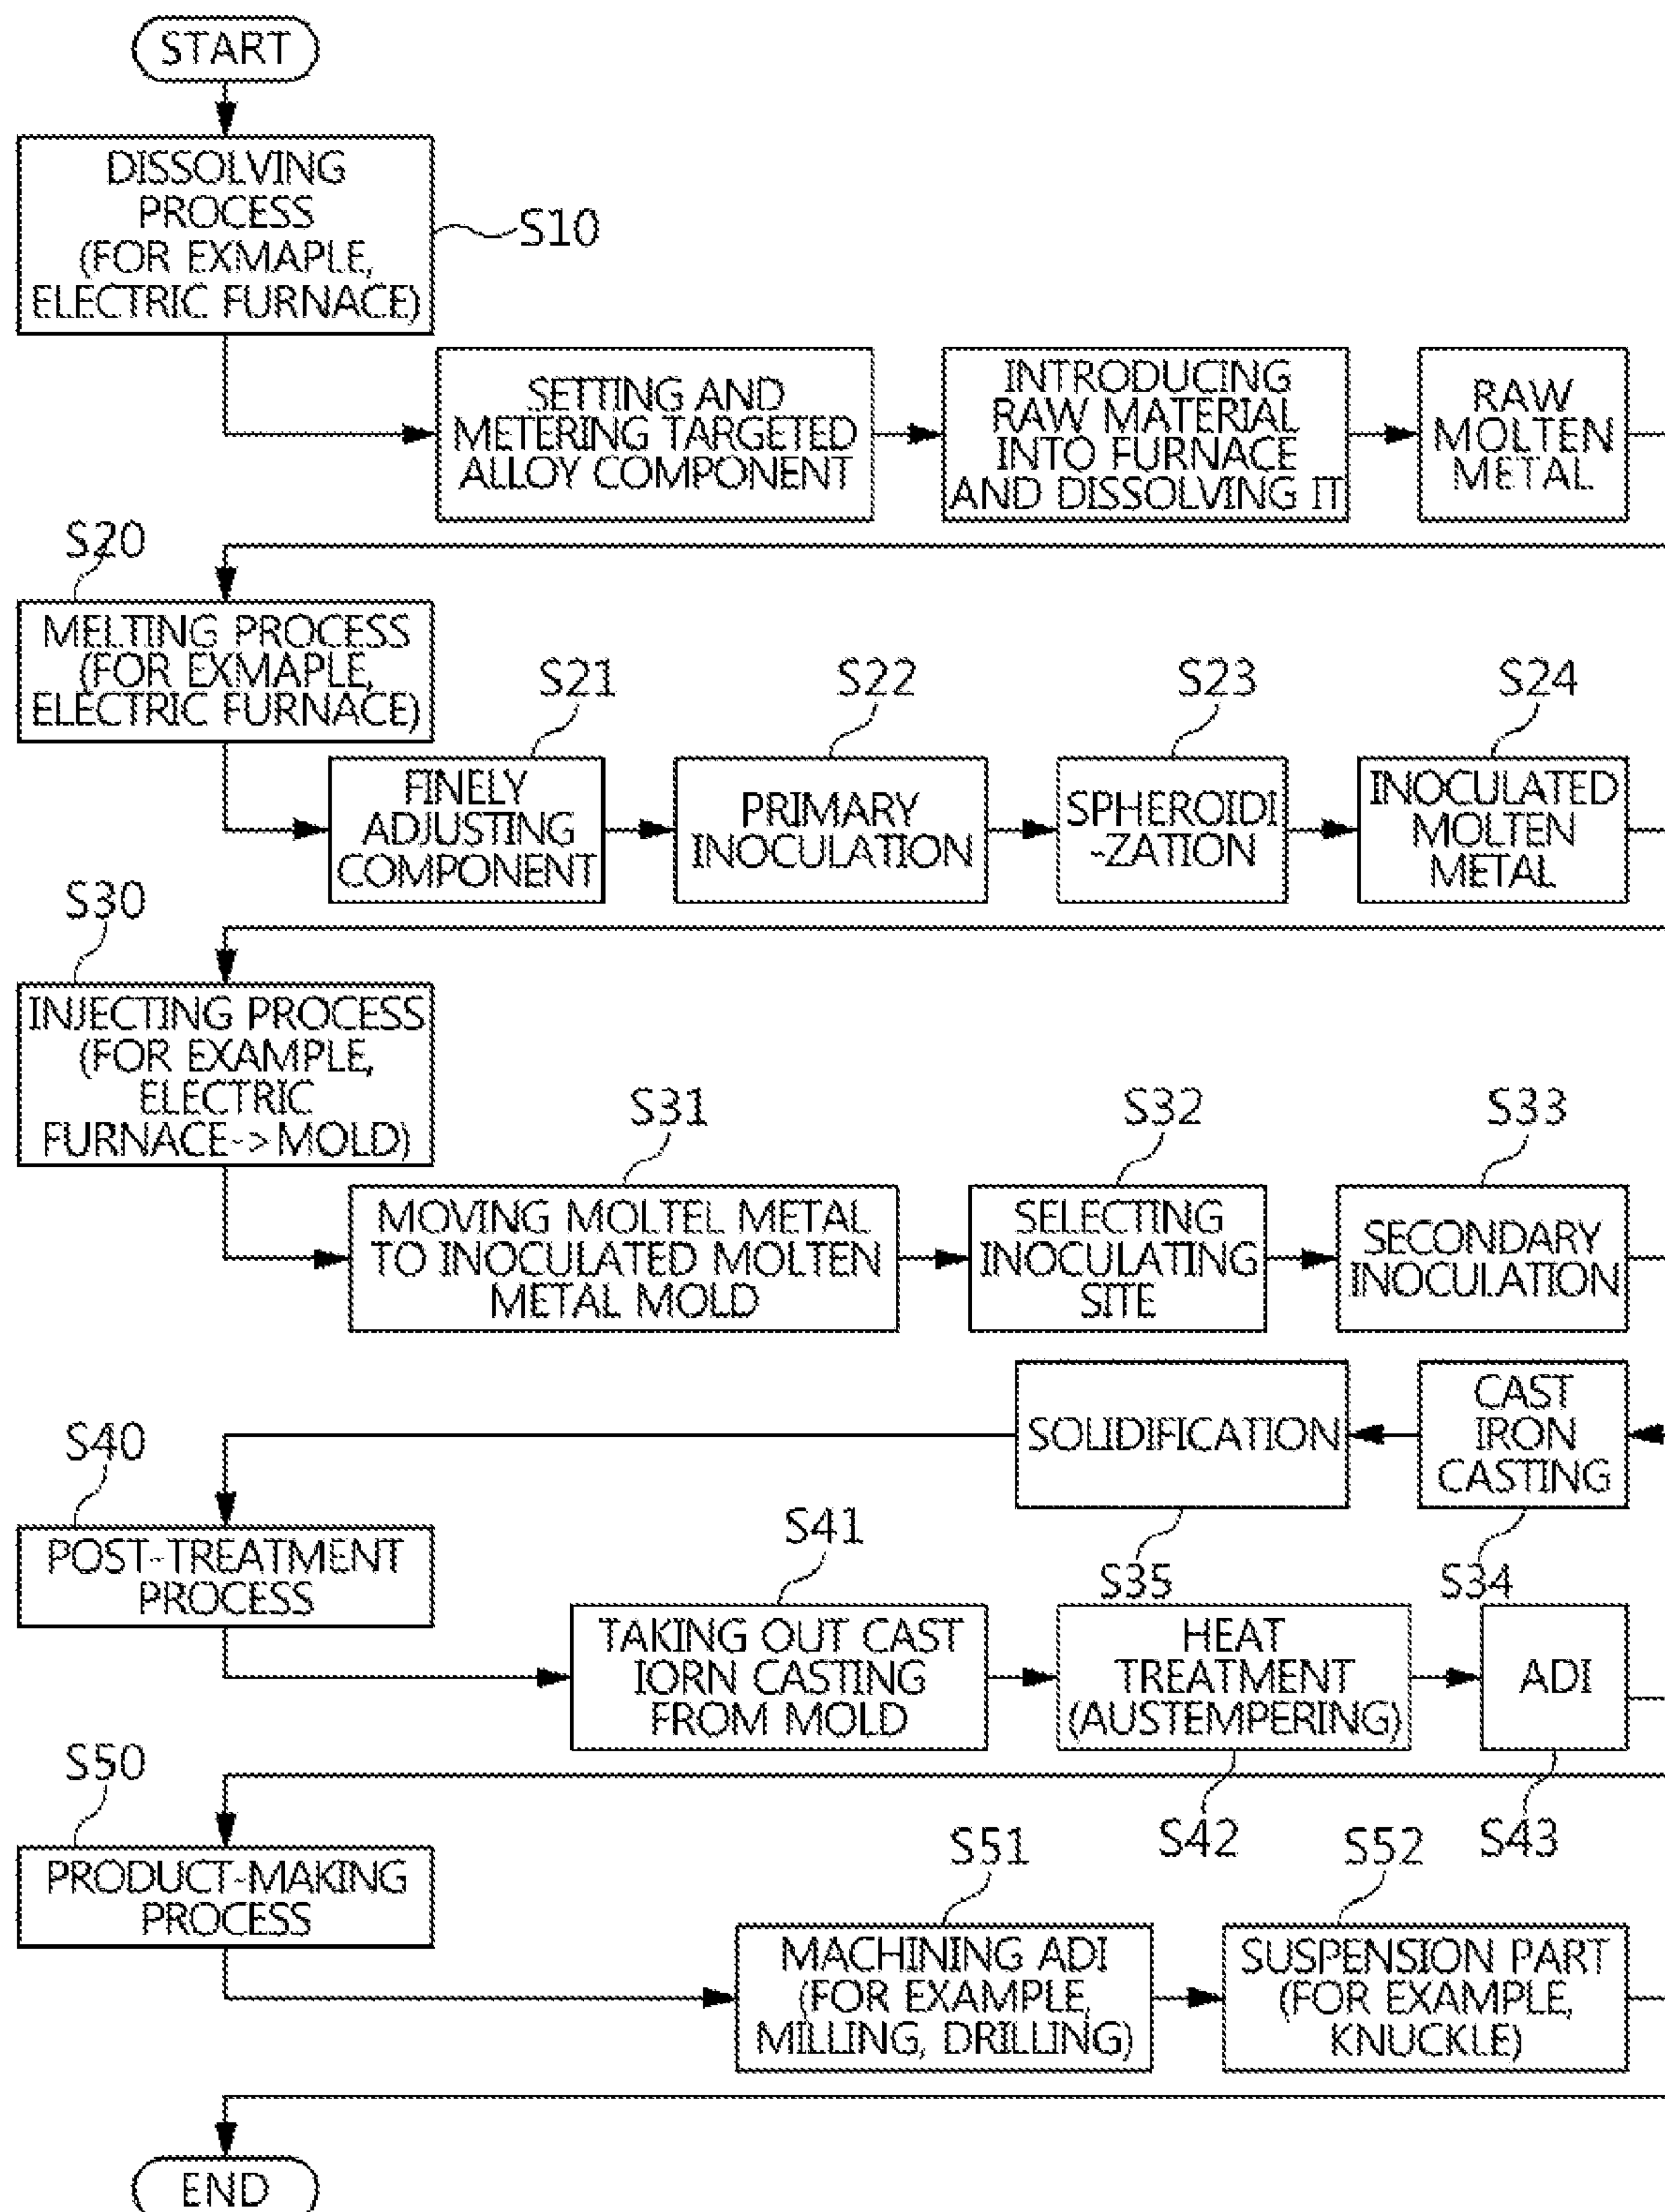 START
DISSOLVING
PROCESS
(FOR EXMAPLE,
ELECTRIC FURNACE)
S10
SETTING AND
METERING TARGETED
ALLOY COMPONENT
INTRODUCING
RAW MATERIAL
INTO FURNACE
AND DISSOLVING IT
RAW
MOLTEN
METAL
S20
MELTING PROCESS
(FOR EXMAPLE,
ELECTRIC FURNACE)
S21
FINELY
ADJUSTING
COMPONENT
S22
PRIMARY
INOCULATION
S23
SPHEROIDI
-ZATION
S24
INOCULATED
MOLTEN
METAL
S30
INJECTING PROCESS
(FOR EXAMPLE,
ELECTRIC
FURNACE->MOLD)
S31
MOVING MOLTEL METAL
TO INOCULATED MOLTEN
METAL MOLD
S32
SELECTING
INOCULATING
SITE
S33
SECONDARY
INOCULATION
CAST
IRON
CASTING
S34
SOLIDIFICATION
S35
S40
POST-TREATMENT
PROCESS
S41
TAKING OUT CAST
IORN CASTING
FROM MOLD
HEAT
TREATMENT
(AUSTEMPERING)
S42
ADI
S43
S50
PRODUCT-MAKING
PROCESS
S51
MACHINING ADI
(FOR EXAMPLE,
MILLING, DRILLING)
S52
SUSPENSION PART
(FOR EXAMPLE,
KNUCKLE)
END